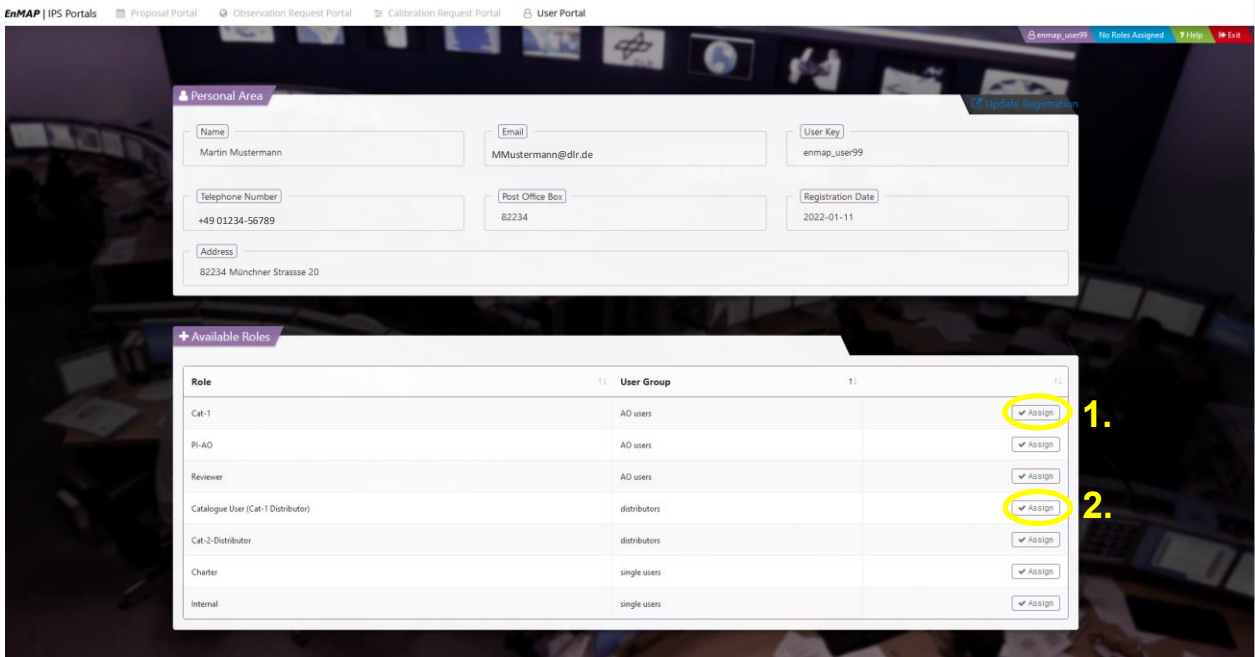 EnMAP | IPS Portals Proposal Portal Observation Request Portal Calibration Request Portal User Portal
enmap_user99 No Roles Assigned ? Help Exit
Personal Area
Update Registration
Name Email User Key
Martin Mustermann MMustermann@dlr.de enmap_user99
Telephone Number Post Office Box Registration Date
+49 01234-56789 82234 2022-01-11
Address
82234 Münchner Strassse 20
Available Roles
Role User Group
Cat-1 AO users Assign 1.
PI-AO AO users Assign
Reviewer AO users Assign
Catalogue User (Cat-1 Distributor) distributors Assign 2.
Cat-2-Distributor distributors Assign
Charter single users Assign
Internal single users Assign